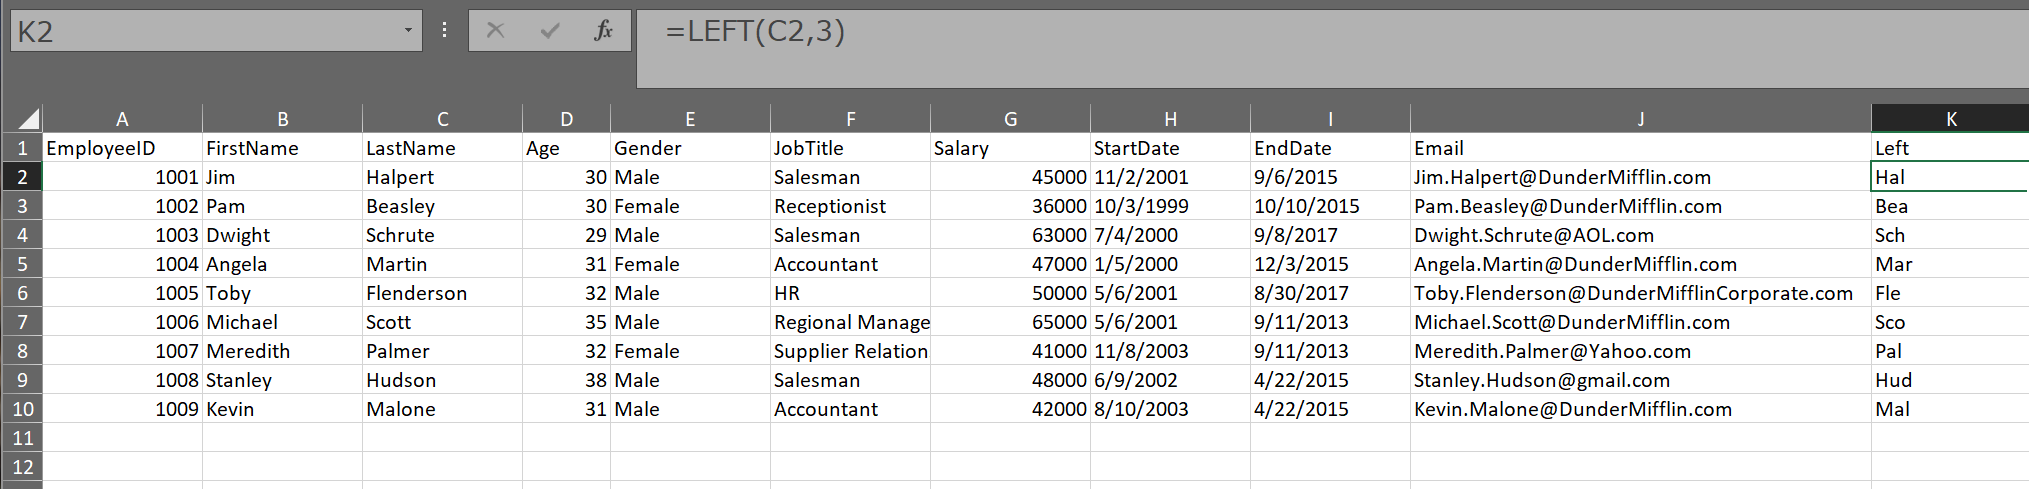 K2 fx =LEFT(C2,3)
A B C D E F G H I J K
1 EmployeeID FirstName LastName Age Gender JobTitle Salary StartDate EndDate Email Left
2 1001 Jim Halpert 30 Male Salesman 45000 11/2/2001 9/6/2015 Jim.Halpert@DunderMifflin.com Hal
3 1002 Pam Beasley 30 Female Receptionist 36000 10/3/1999 10/10/2015 Pam.Beasley@DunderMifflin.com Bea
4 1003 Dwight Schrute 29 Male Salesman 63000 7/4/2000 9/8/2017 Dwight.Schrute@AOL.com Sch
5 1004 Angela Martin 31 Female Accountant 47000 1/5/2000 12/3/2015 Angela.Martin@DunderMifflin.com Mar
6 1005 Toby Flenderson 32 Male HR 50000 5/6/2001 8/30/2017 Toby.Flenderson@DunderMifflinCorporate.com Fle
7 1006 Michael Scott 35 Male Regional Manage 65000 5/6/2001 9/11/2013 Michael.Scott@DunderMifflin.com Sco
8 1007 Meredith Palmer 32 Female Supplier Relation 41000 11/8/2003 9/11/2013 Meredith.Palmer@Yahoo.com Pal
9 1008 Stanley Hudson 38 Male Salesman 48000 6/9/2002 4/22/2015 Stanley.Hudson@gmail.com Hud
10 1009 Kevin Malone 31 Male Accountant 42000 8/10/2003 4/22/2015 Kevin.Malone@DunderMifflin.com Mal
11
12